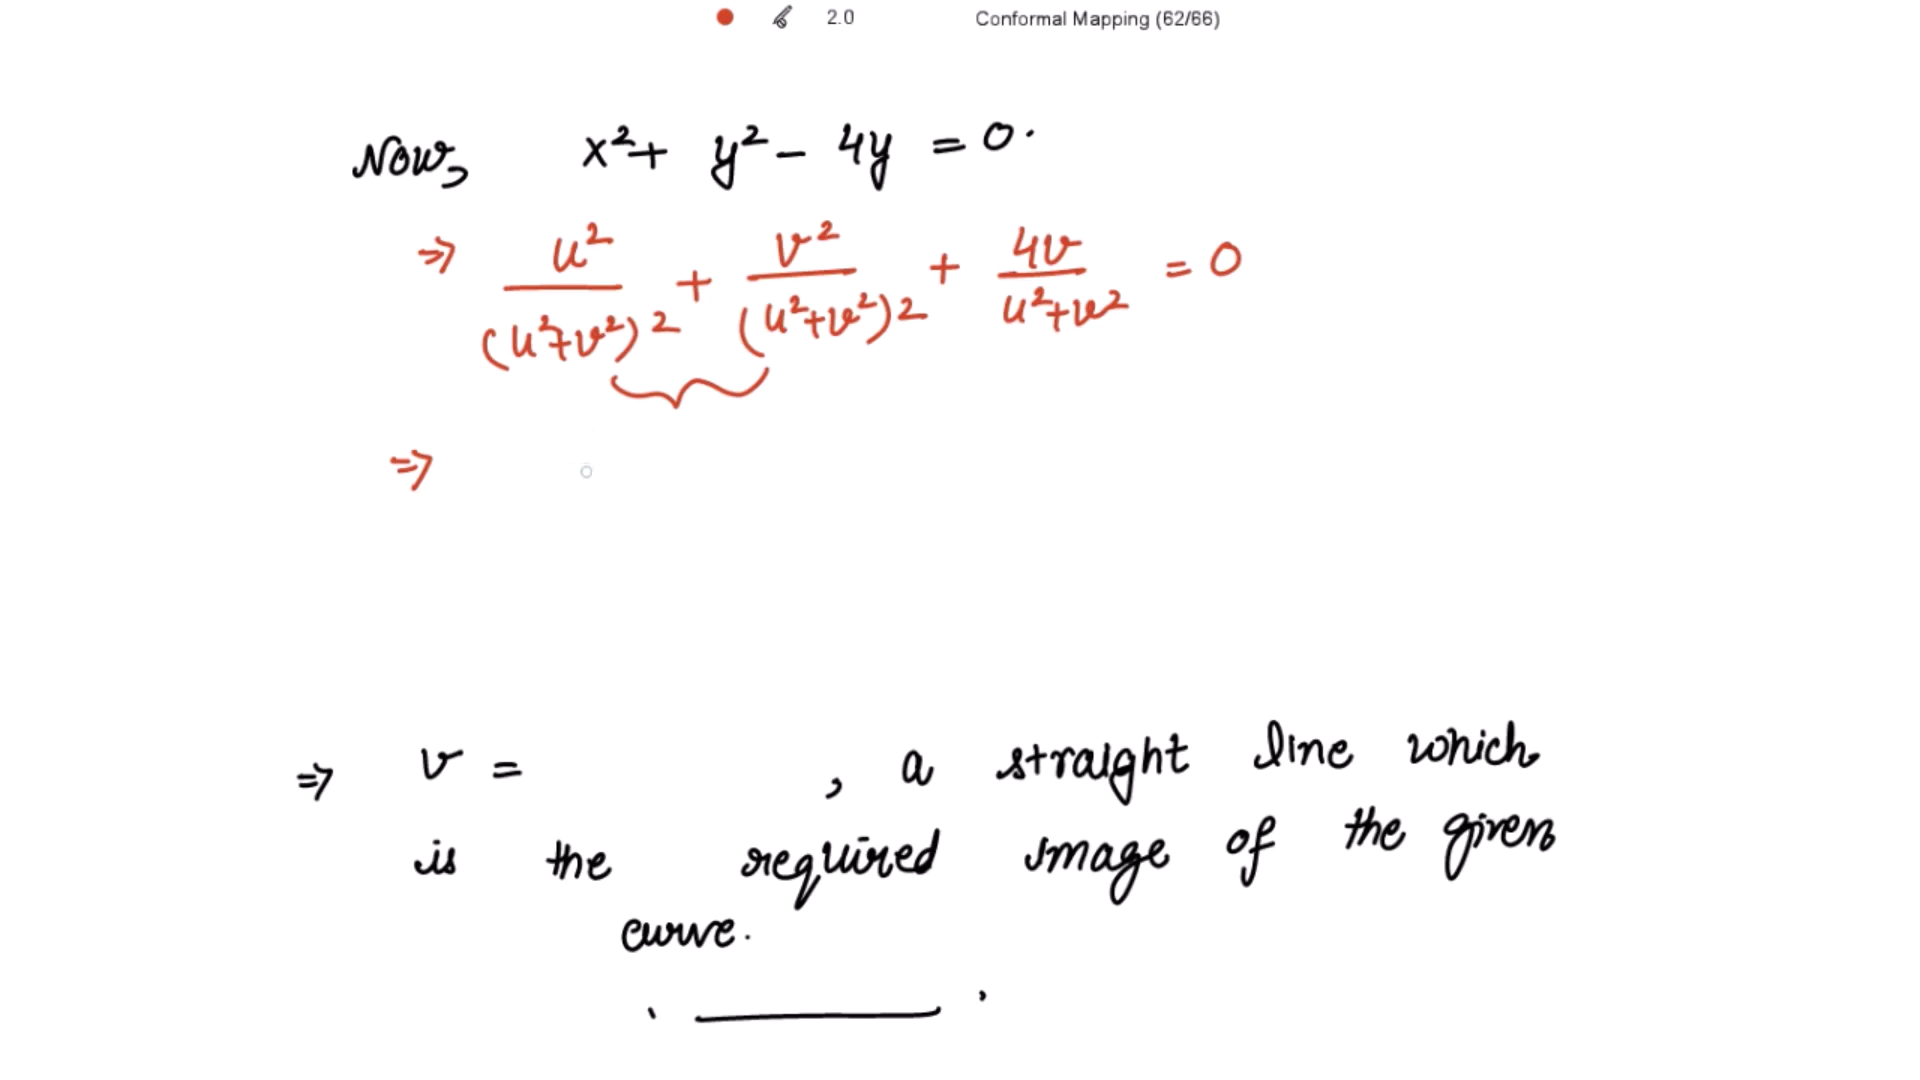 2.0 Conformal Mapping (62/66)
Now, x² + y² - 4y = 0.
⇒ u²/(u²+v²)² + v²/(u²+v²)² + 4v/(u²+v²) = 0
⇒
⇒ v = , a straight line which
is the required image of the given
curve.